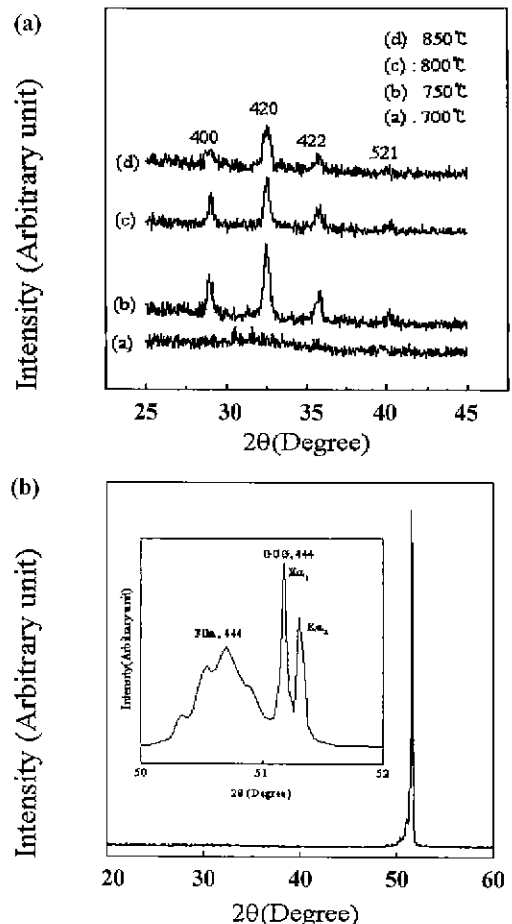 (a)
(d) 850℃
(c) : 800℃
(b) 750℃
(a) . 700℃
400 420 422 521
(d)
(c)
(b)
(a)
Intensity (Arbitrary unit)
25 30 35 40 45
2θ(Degree)
(b)
GGG, 444
Kα₁
Kα₂
Film, 444
Intensity(Arbitrary unit)
50 51 52
2θ (Degree)
Intensity (Arbitrary unit)
20 30 40 50 60
2θ(Degree)